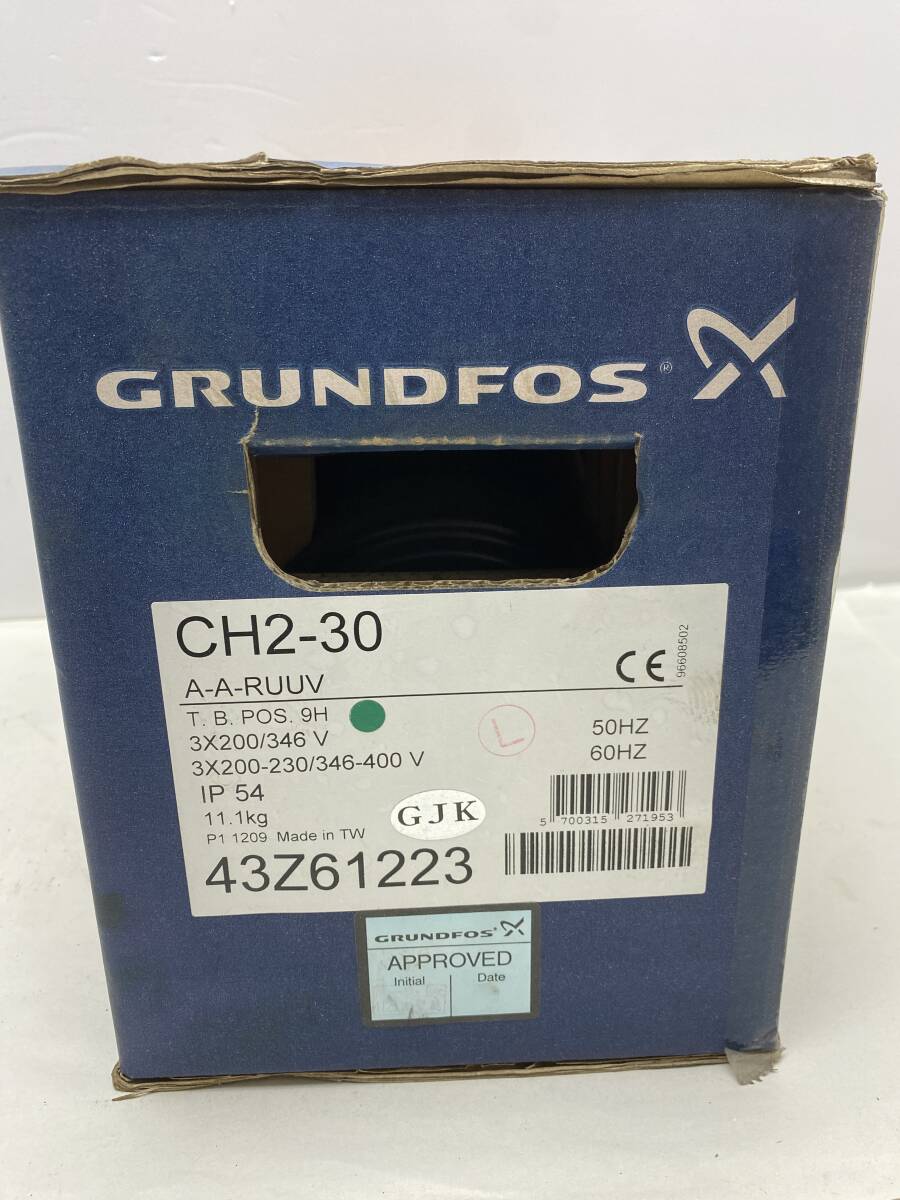 GRUNDFOS®
CH2-30
A-A-RUUV
CE
96608502
T. B. POS. 9H
3X200/346 V
50HZ
3X200-230/346-400 V
60HZ
L
IP 54
11.1kg
GJK
5 700315 271953
P1 1209 Made in TW
43Z61223
GRUNDFOS
APPROVED
Initial
Date